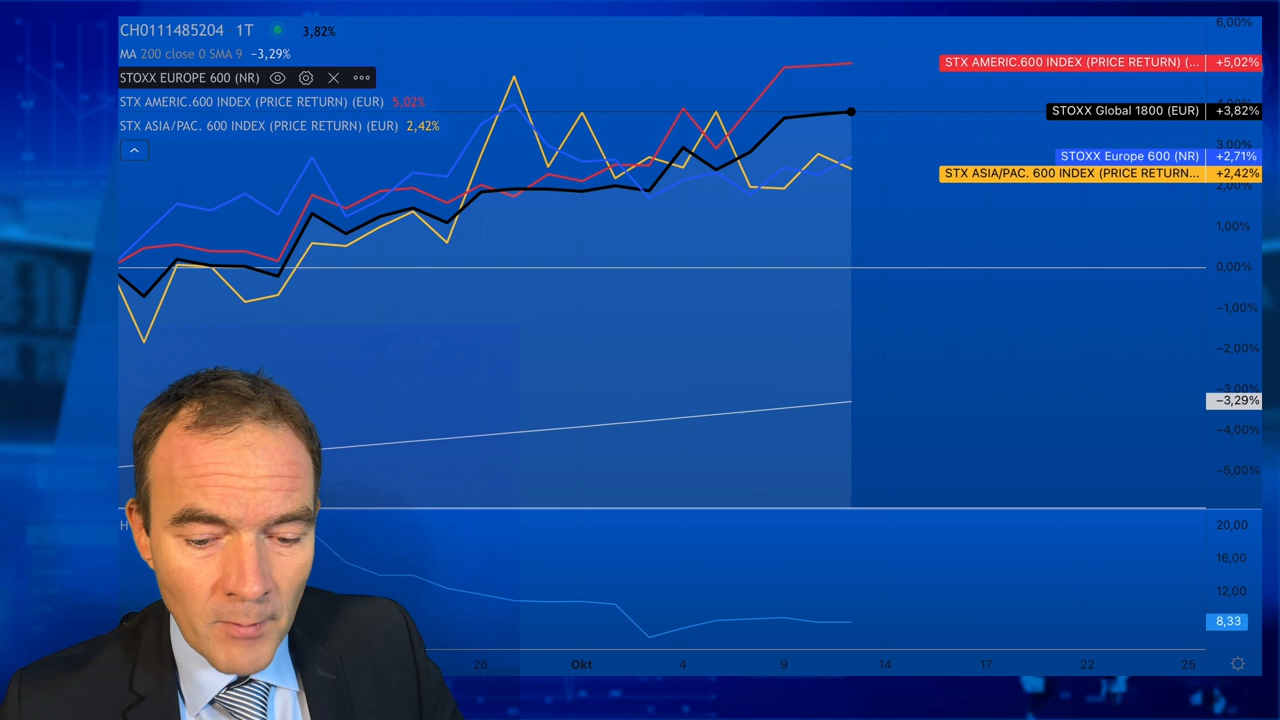 CH0111485204 1T 3,82%
MA 200 close 0 SMA 9 −3,29%
STOXX EUROPE 600 (NR)
STX AMERIC.600 INDEX (PRICE RETURN) (EUR) 5,02%
STX ASIA/PAC. 600 INDEX (PRICE RETURN) (EUR) 2,42%
6,00%
STX AMERIC.600 INDEX (PRICE RETURN) (... +5,02%
STOXX Global 1800 (EUR) +3,82%
3,00%
STOXX Europe 600 (NR) +2,71%
STX ASIA/PAC. 600 INDEX (PRICE RETURN... +2,42%
2,00%
1,00%
0,00%
−1,00%
−2,00%
−3,00%
−3,29%
−4,00%
−5,00%
H
20,00
16,00
12,00
8,33
26 Okt 4 9 14 17 22 25